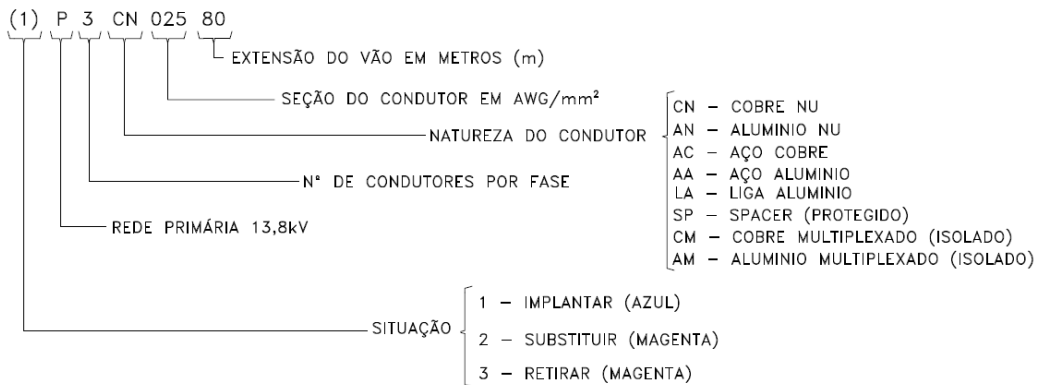 (1) P 3 CN 025 80
EXTENSÃO DO VÃO EM METROS (m)
SEÇÃO DO CONDUTOR EM AWG/mm²
NATUREZA DO CONDUTOR
CN – COBRE NU
AN – ALUMINIO NU
AC – AÇO COBRE
AA – AÇO ALUMINIO
LA – LIGA ALUMINIO
SP – SPACER (PROTEGIDO)
CM – COBRE MULTIPLEXADO (ISOLADO)
AM – ALUMINIO MULTIPLEXADO (ISOLADO)
Nº DE CONDUTORES POR FASE
REDE PRIMÁRIA 13,8kV
SITUAÇÃO
1 – IMPLANTAR (AZUL)
2 – SUBSTITUIR (MAGENTA)
3 – RETIRAR (MAGENTA)